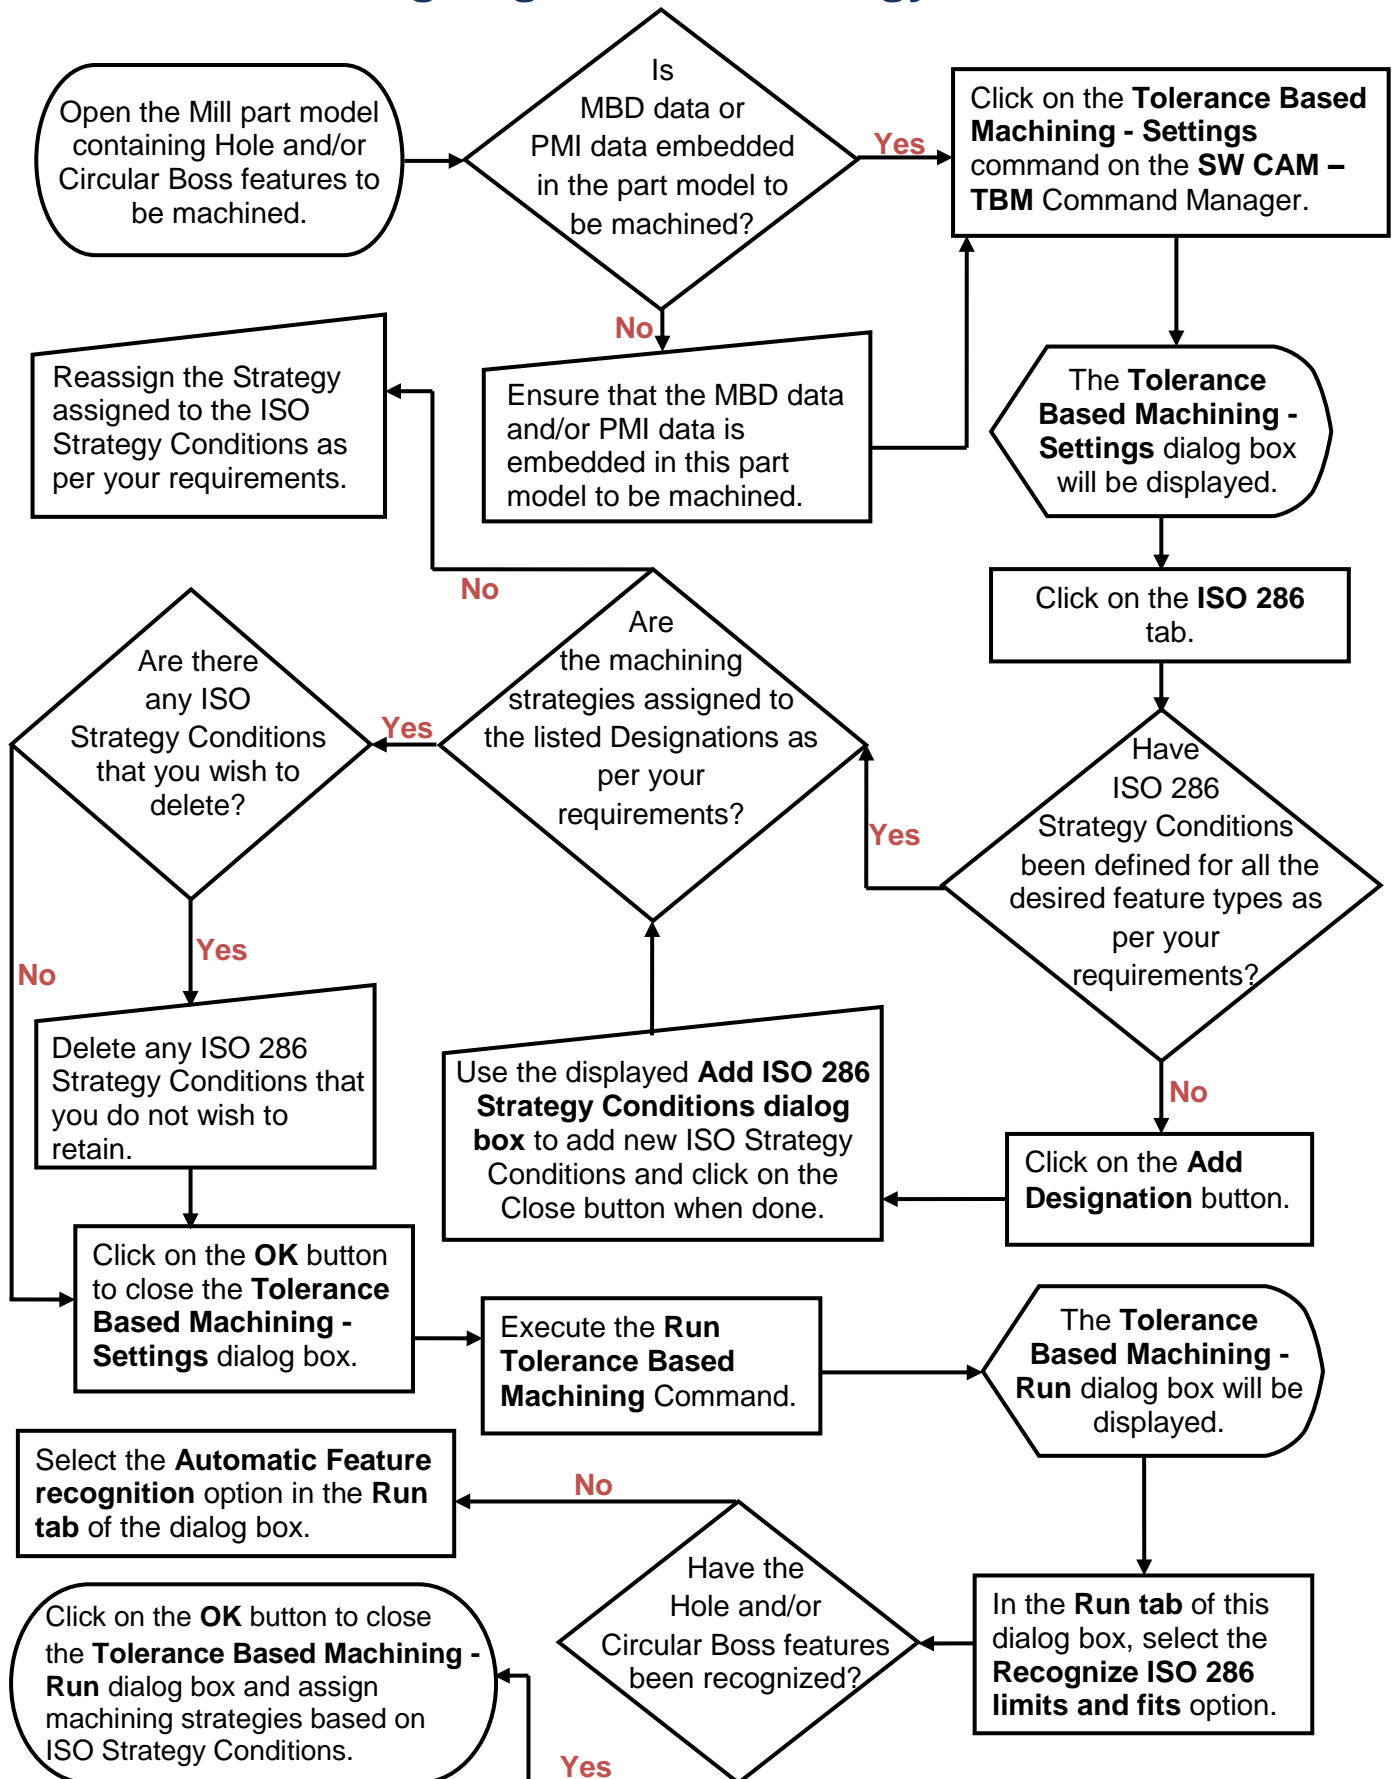 Open the Mill part model
containing Hole and/or
Circular Boss features to
be machined.
Is
MBD data or
PMI data embedded
in the part model to
be machined?
Yes
Click on the Tolerance Based
Machining - Settings
command on the SW CAM –
TBM Command Manager.
No
Ensure that the MBD data
and/or PMI data is
embedded in this part
model to be machined.
The Tolerance
Based Machining -
Settings dialog box
will be displayed.
Click on the ISO 286
tab.
Have
ISO 286
Strategy Conditions
been defined for all the
desired feature types as
per your
requirements?
Yes
No
Click on the Add
Designation button.
Use the displayed Add ISO 286
Strategy Conditions dialog
box to add new ISO Strategy
Conditions and click on the
Close button when done.
Are
the machining
strategies assigned to
the listed Designations as
per your
requirements?
No
Reassign the Strategy
assigned to the ISO
Strategy Conditions as
per your requirements.
Yes
Are there
any ISO
Strategy Conditions
that you wish to
delete?
Yes
No
Delete any ISO 286
Strategy Conditions that
you do not wish to
retain.
Click on the OK button
to close the Tolerance
Based Machining -
Settings dialog box.
Execute the Run
Tolerance Based
Machining Command.
The Tolerance
Based Machining -
Run dialog box will be
displayed.
In the Run tab of this
dialog box, select the
Recognize ISO 286
limits and fits option.
Have the
Hole and/or
Circular Boss features
been recognized?
No
Select the Automatic Feature
recognition option in the Run
tab of the dialog box.
Yes
Click on the OK button to close
the Tolerance Based Machining -
Run dialog box and assign
machining strategies based on
ISO Strategy Conditions.